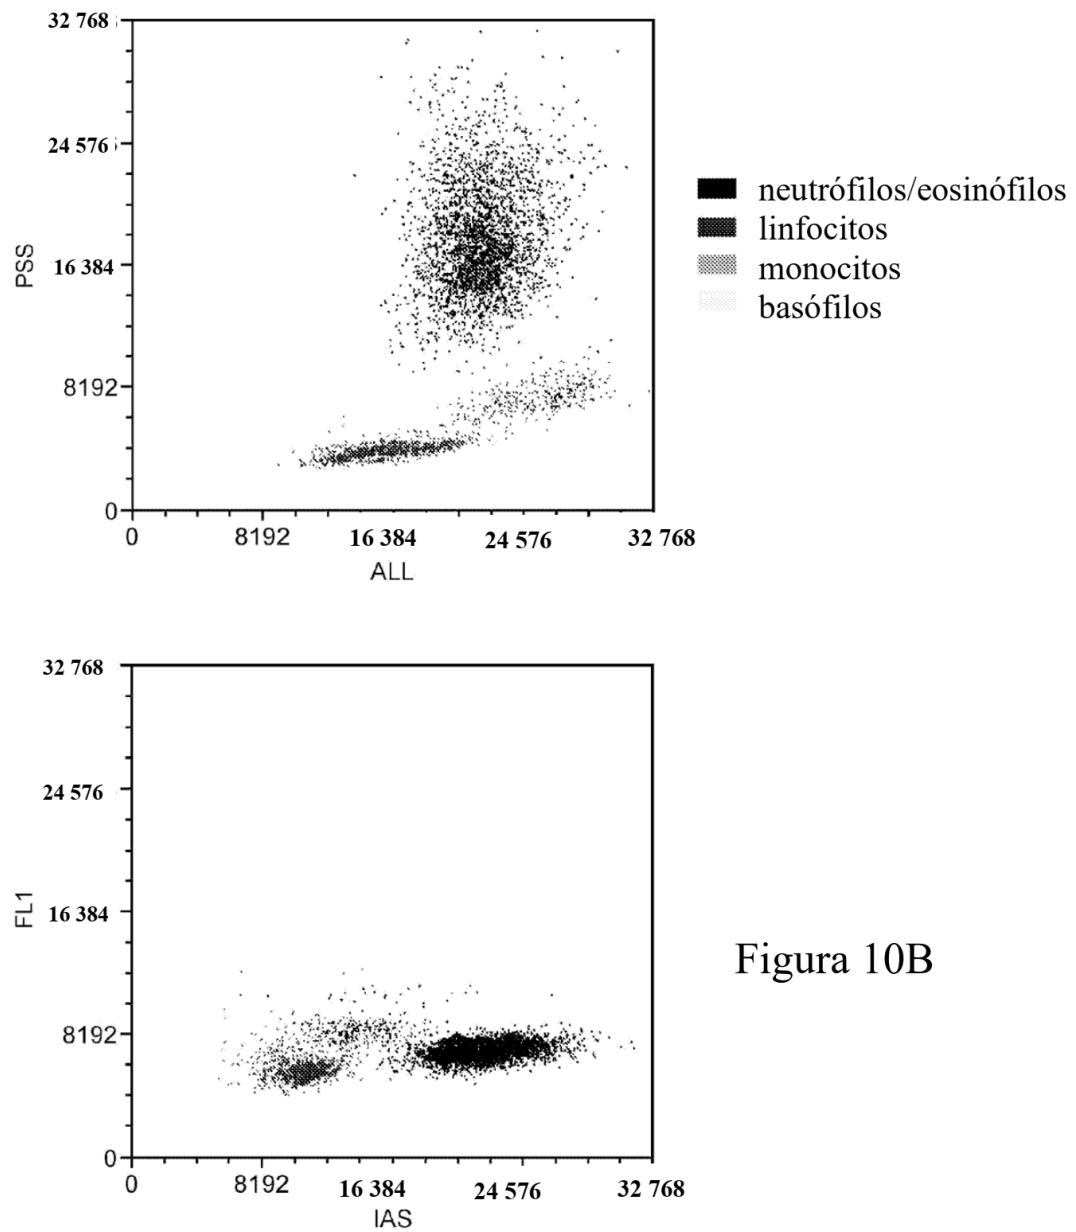 32 768
24 576
16 384
8192
0
PSS
0 8192 16 384 24 576 32 768
ALL
neutrófilos/eosinófilos
linfocitos
monocitos
basófilos
32 768
24 576
16 384
8192
0
FL1
0 8192 16 384 24 576 32 768
IAS
Figura 10B